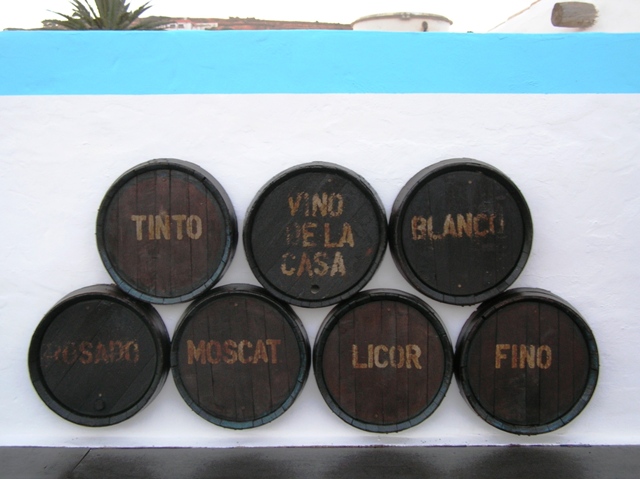 TINTO
VINO
DE LA
CASA
BLANCO
ROSADO
MOSCAT
LICOR
FINO